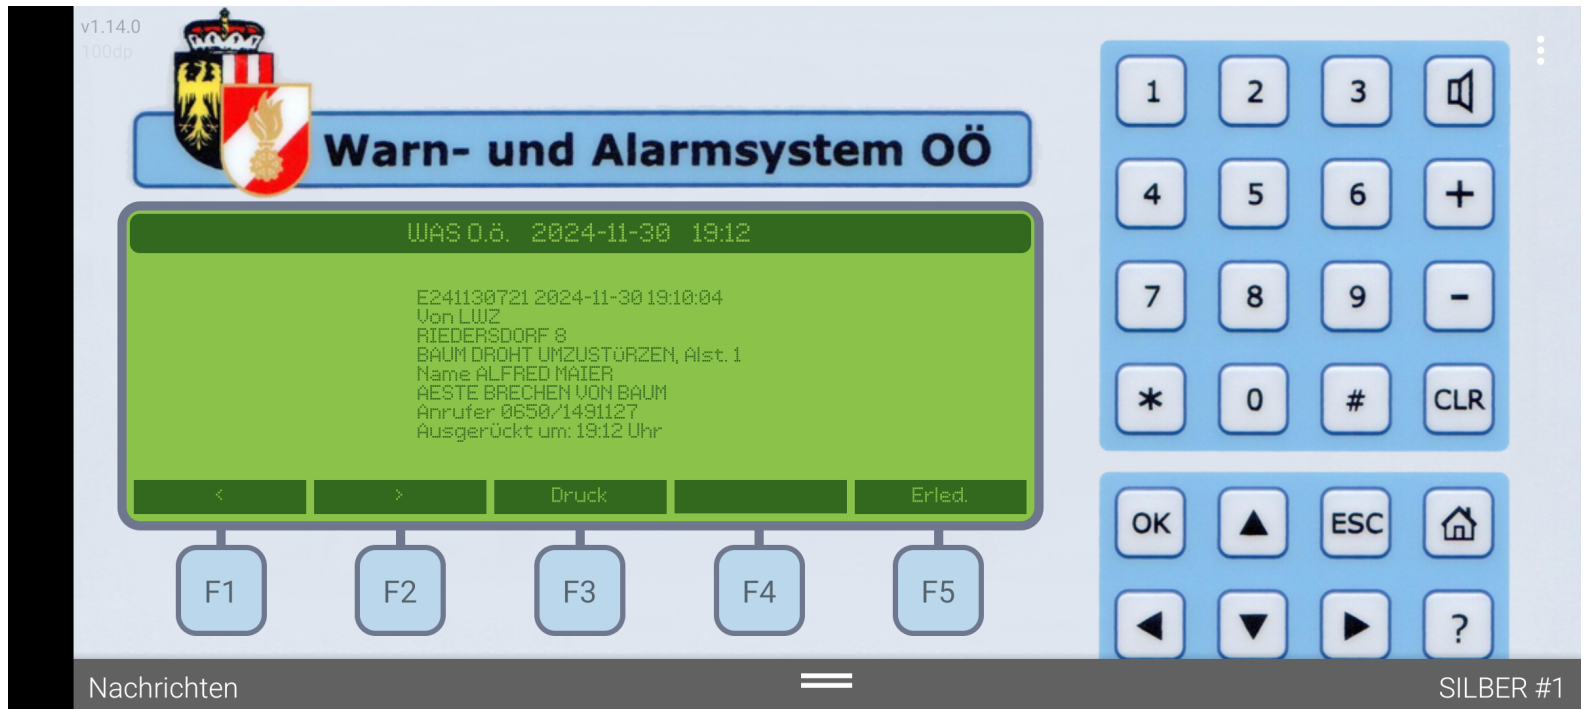 v1.14.0
100dp
Warn- und Alarmsystem OÖ
WAS O.ö. 2024-11-30 19:12
E241130721 2024-11-30 19:10:04
Von LWZ
RIEDERSDORF 8
BAUM DROHT UMZUSTÜRZEN, Alst. 1
Name ALFRED MAIER
AESTE BRECHEN VON BAUM
Anrufer 0650/1491127
Ausgerückt um: 19:12 Uhr
< > Druck Erled.
F1 F2 F3 F4 F5
1 2 3
4 5 6 +
7 8 9 -
* 0 # CLR
OK ESC
?
Nachrichten SILBER #1